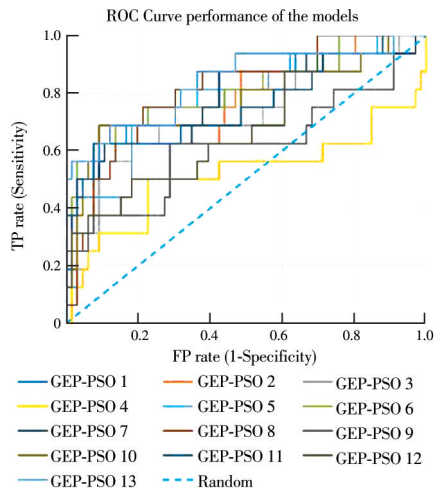 ROC Curve performance of the models
TP rate (Sensitivity)
1.0
0.8
0.6
0.4
0.2
0
0.2 0.4 0.6 0.8 1.0
FP rate (1-Specificity)
GEP-PSO 1 GEP-PSO 2 GEP-PSO 3
GEP-PSO 4 GEP-PSO 5 GEP-PSO 6
GEP-PSO 7 GEP-PSO 8 GEP-PSO 9
GEP-PSO 10 GEP-PSO 11 GEP-PSO 12
GEP-PSO 13 Random